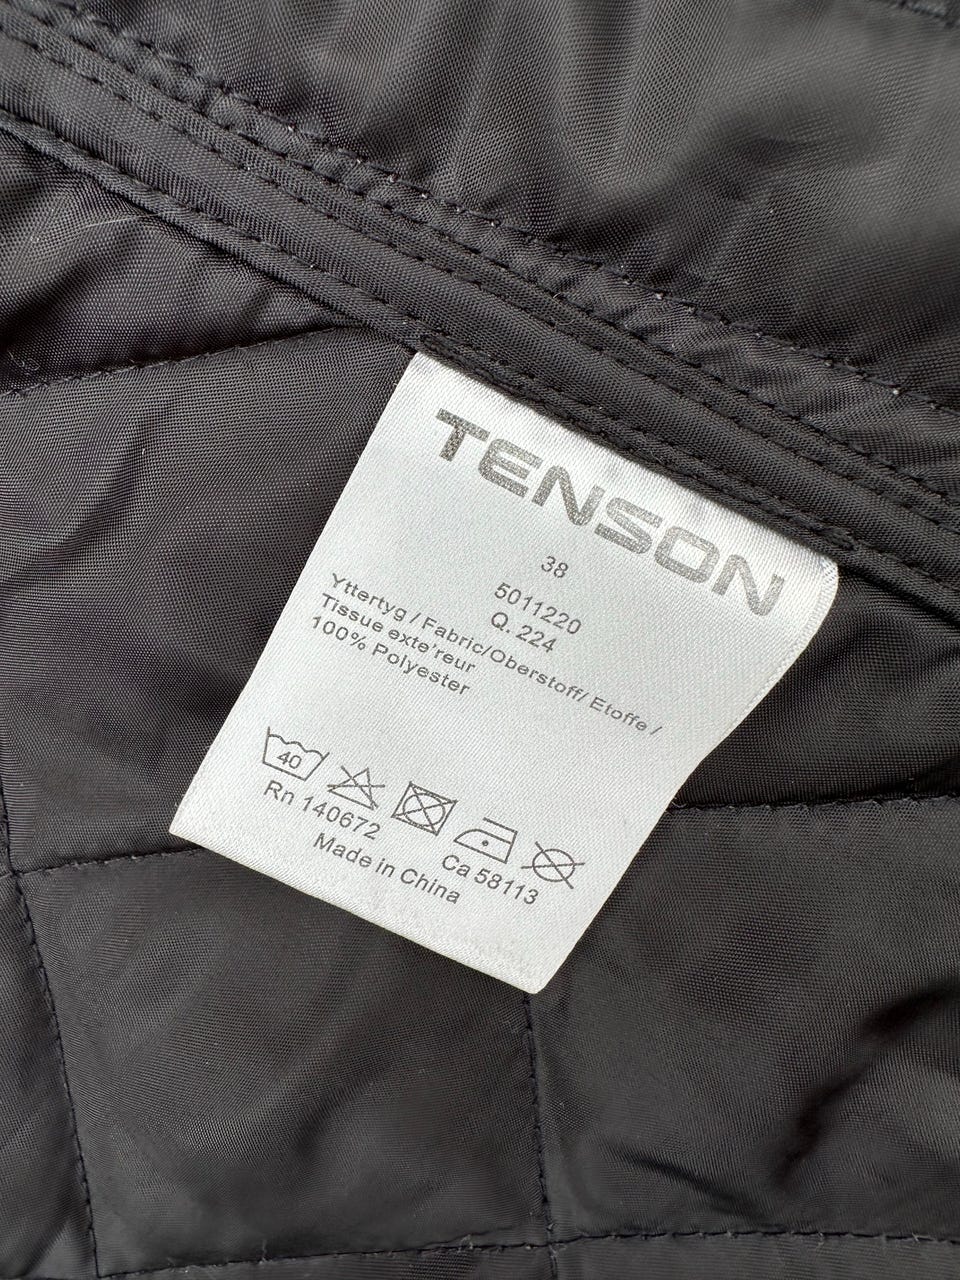 TENSON
38
5011220
Q. 224
Yttertyg / Fabric/Oberstoff/ Etoffe /
Tissue exte'reur
100% Polyester
40
Rn 140672 Ca 58113
Made in China